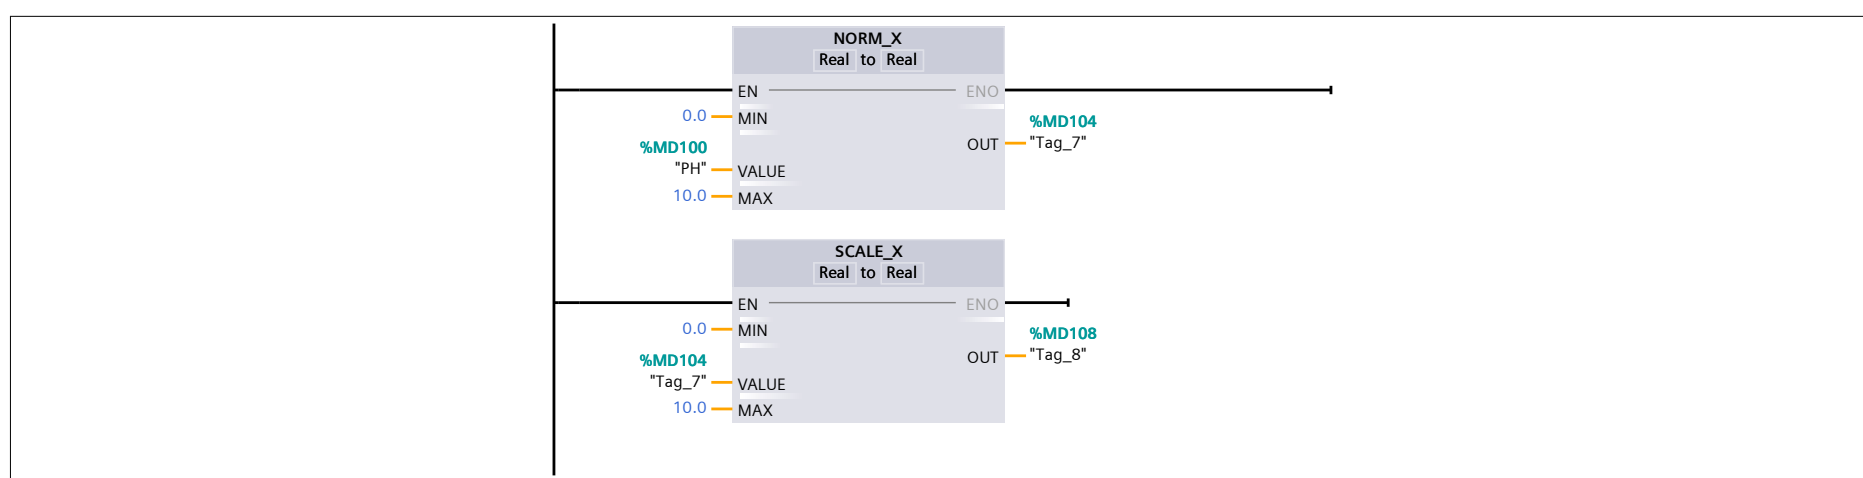 NORM_X
Real to Real
EN ENO
0.0 MIN
%MD104
%MD100
OUT "Tag_7"
"PH" VALUE
10.0 MAX
SCALE_X
Real to Real
EN ENO
0.0 MIN
%MD108
%MD104
OUT "Tag_8"
"Tag_7" VALUE
10.0 MAX